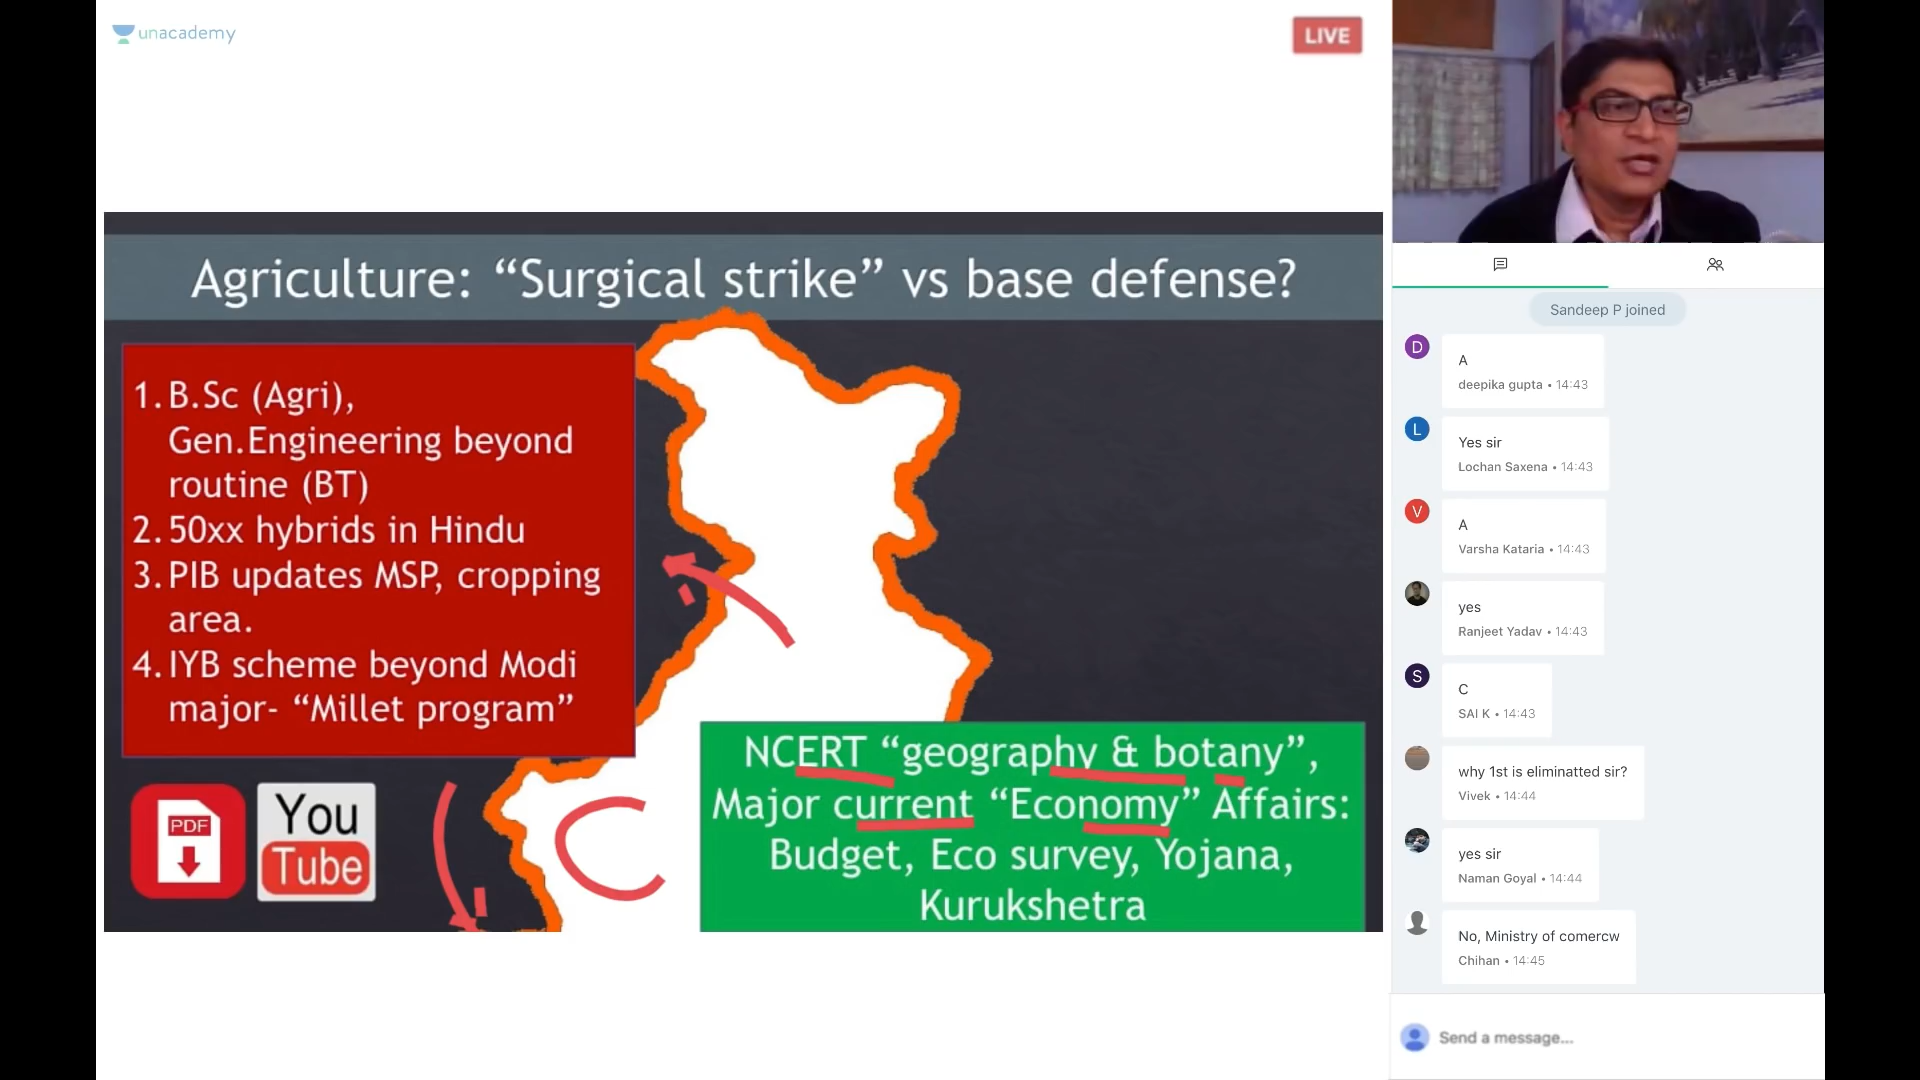 unacademy
LIVE
Agriculture: “Surgical strike” vs base defense?
1. B.Sc (Agri),
Gen.Engineering beyond
routine (BT)
2. 50xx hybrids in Hindu
3. PIB updates MSP, cropping
area.
4. IYB scheme beyond Modi
major- “Millet program”
PDF
You
Tube
NCERT “geography & botany”,
Major current “Economy” Affairs:
Budget, Eco survey, Yojana,
Kurukshetra
Sandeep P joined
D
A
deepika gupta • 14:43
L
Yes sir
Lochan Saxena • 14:43
V
A
Varsha Kataria • 14:43
yes
Ranjeet Yadav • 14:43
S
C
SAI K • 14:43
why 1st is eliminatted sir?
Vivek • 14:44
yes sir
Naman Goyal • 14:44
No, Ministry of comercw
Chihan • 14:45
Send a message...